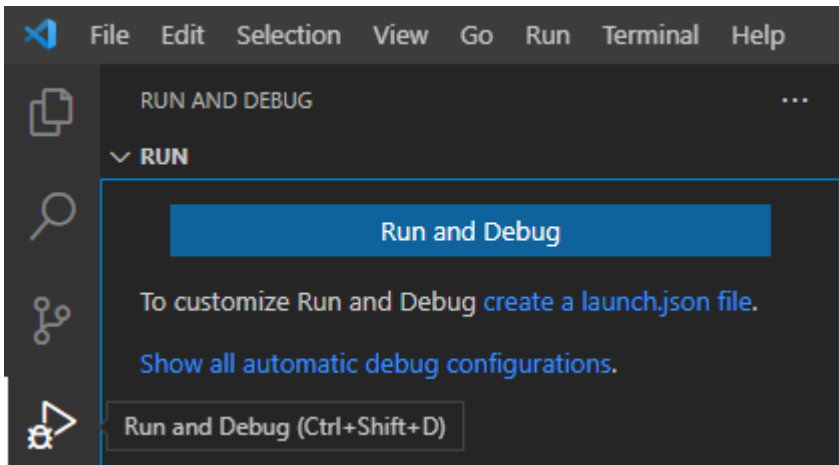 File Edit Selection View Go Run Terminal Help
RUN AND DEBUG
RUN
Run and Debug
To customize Run and Debug create a launch.json file.
Show all automatic debug configurations.
Run and Debug (Ctrl+Shift+D)